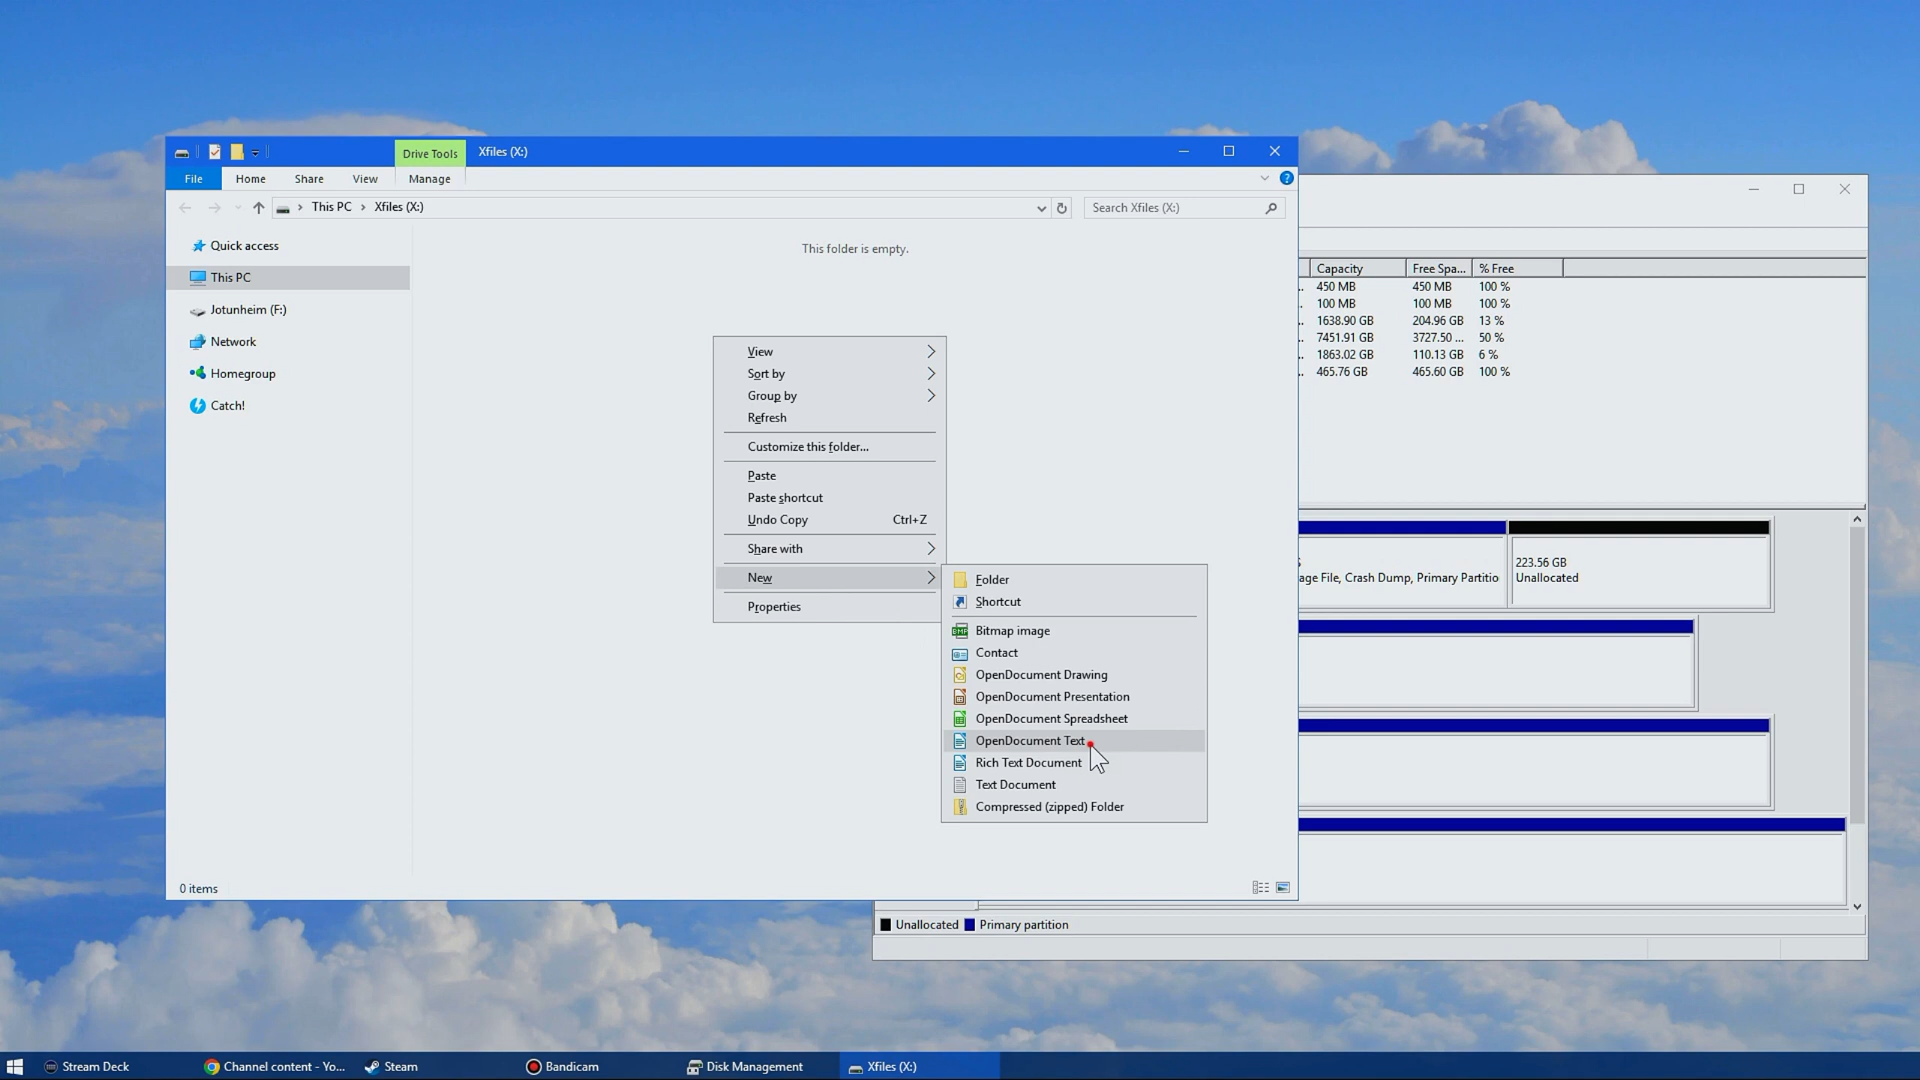 Drive Tools
Xfiles (X:)
File
Home
Share
View
Manage
This PC
Xfiles (X:)
Search Xfiles (X:)
Quick access
This PC
Jotunheim (F:)
Network
Homegroup
Catch!
This folder is empty.
View
Sort by
Group by
Refresh
Customize this folder...
Paste
Paste shortcut
Undo Copy Ctrl+Z
Share with
New
Properties
Folder
Shortcut
BMP Bitmap image
Contact
OpenDocument Drawing
OpenDocument Presentation
OpenDocument Spreadsheet
OpenDocument Text
Rich Text Document
Text Document
Compressed (zipped) Folder
0 items
Capacity Free Spa... % Free
450 MB 450 MB 100 %
100 MB 100 MB 100 %
1638.90 GB 204.96 GB 13 %
7451.91 GB 3727.50 ... 50 %
1863.02 GB 110.13 GB 6 %
465.76 GB 465.60 GB 100 %
age File, Crash Dump, Primary Partitio
223.56 GB
Unallocated
Unallocated Primary partition
Stream Deck
Channel content - Yo...
Steam
Bandicam
Disk Management
Xfiles (X:)